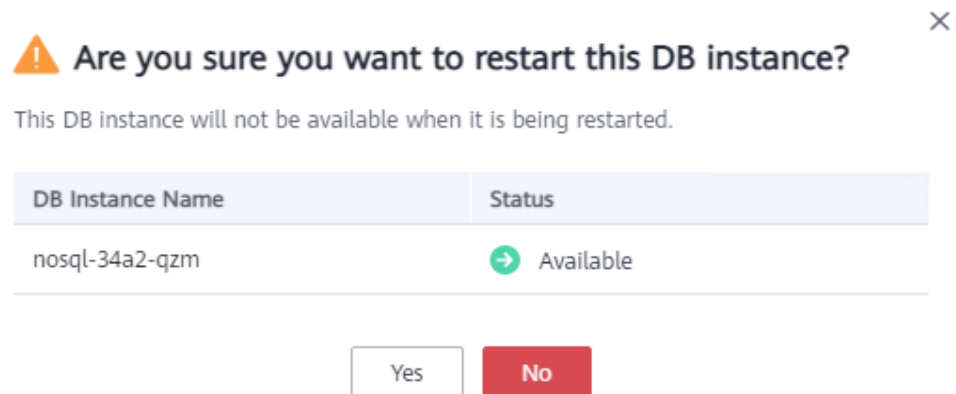 Are you sure you want to restart this DB instance?
This DB instance will not be available when it is being restarted.
DB Instance Name Status
nosql-34a2-qzm Available
Yes No